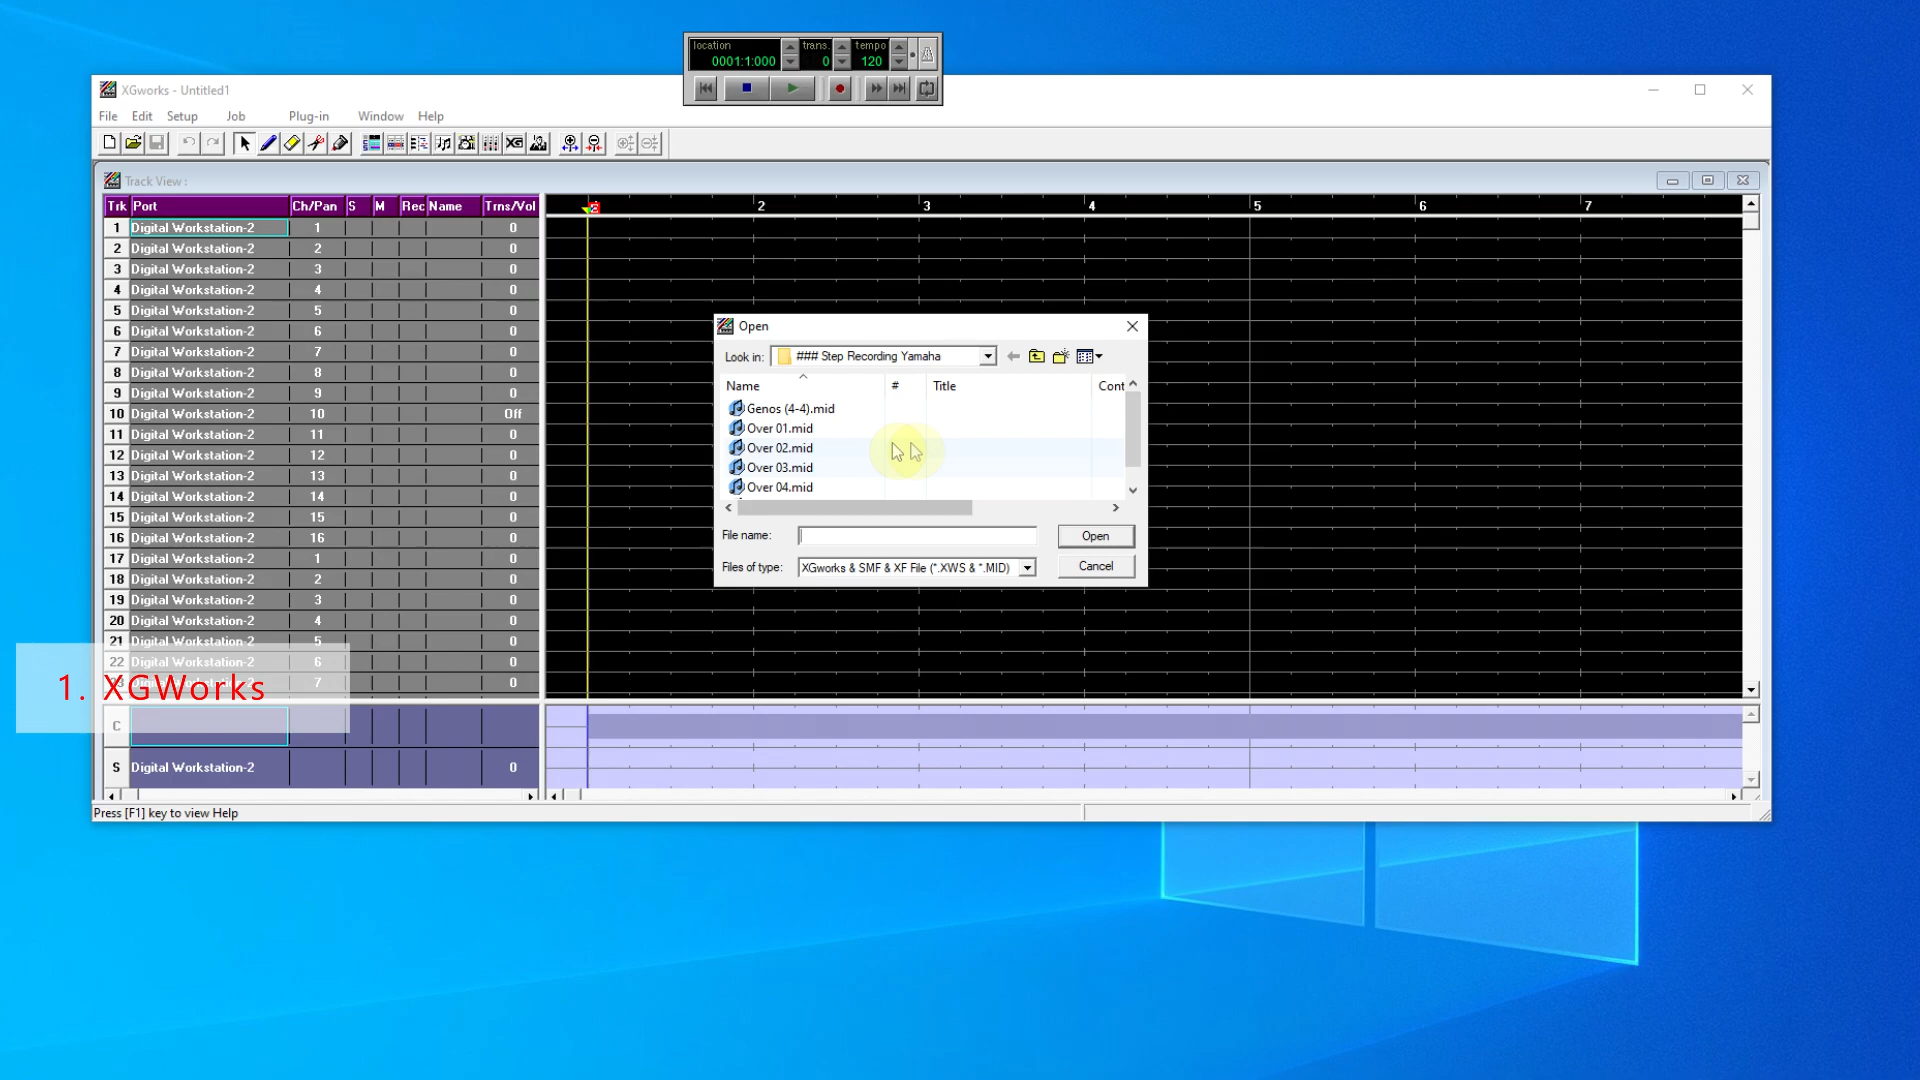 location trans. tempo
0001:1:000 0 120
XGworks - Untitled1
File Edit Setup Job Plug-in Window Help
XG
Track View :
Trk Port Ch/Pan S M Rec Name Trns/Vol 2 3 4 5 6 7
1 Digital Workstation-2 1 0
2 Digital Workstation-2 2 0
3 Digital Workstation-2 3 0
4 Digital Workstation-2 4 0
5 Digital Workstation-2 5 0
6 Digital Workstation-2 6 0
7 Digital Workstation-2 7 0
8 Digital Workstation-2 8 0
9 Digital Workstation-2 9 0
10 Digital Workstation-2 10 Off
11 Digital Workstation-2 11 0
12 Digital Workstation-2 12 0
13 Digital Workstation-2 13 0
14 Digital Workstation-2 14 0
15 Digital Workstation-2 15 0
16 Digital Workstation-2 16 0
17 Digital Workstation-2 1 0
18 Digital Workstation-2 2 0
19 Digital Workstation-2 3 0
20 Digital Workstation-2 4 0
21 Digital Workstation-2 5 0
22 Digital Workstation-2 6 0
23 Digital Workstation-2 7 0
C
S Digital Workstation-2 0
Press [F1] key to view Help
Open
Look in: ### Step Recording Yamaha
Name # Title Cont
Genos (4-4).mid
Over 01.mid
Over 02.mid
Over 03.mid
Over 04.mid
File name: Open
Files of type: XGworks & SMF & XF File (*.XWS & *.MID) Cancel
1. XGWorks